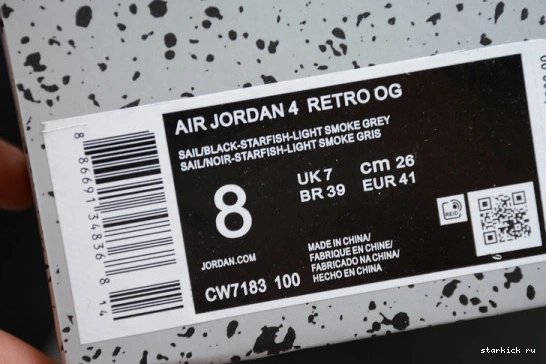 AIR JORDAN 4 RETRO OG
SAIL/BLACK-STARFISH-LIGHT SMOKE GREY
SAIL/NOIR-STARFISH-LIGHT SMOKE GRIS
8
UK 7
cm 26
BR 39
EUR 41
RFID
JORDAN.COM
MADE IN CHINA/
FABRIQUE EN CHINE/
FABRICADO NA CHINA/
HECHO EN CHINA
CW7183 100
8 86691 34836 8 14
starkick ru